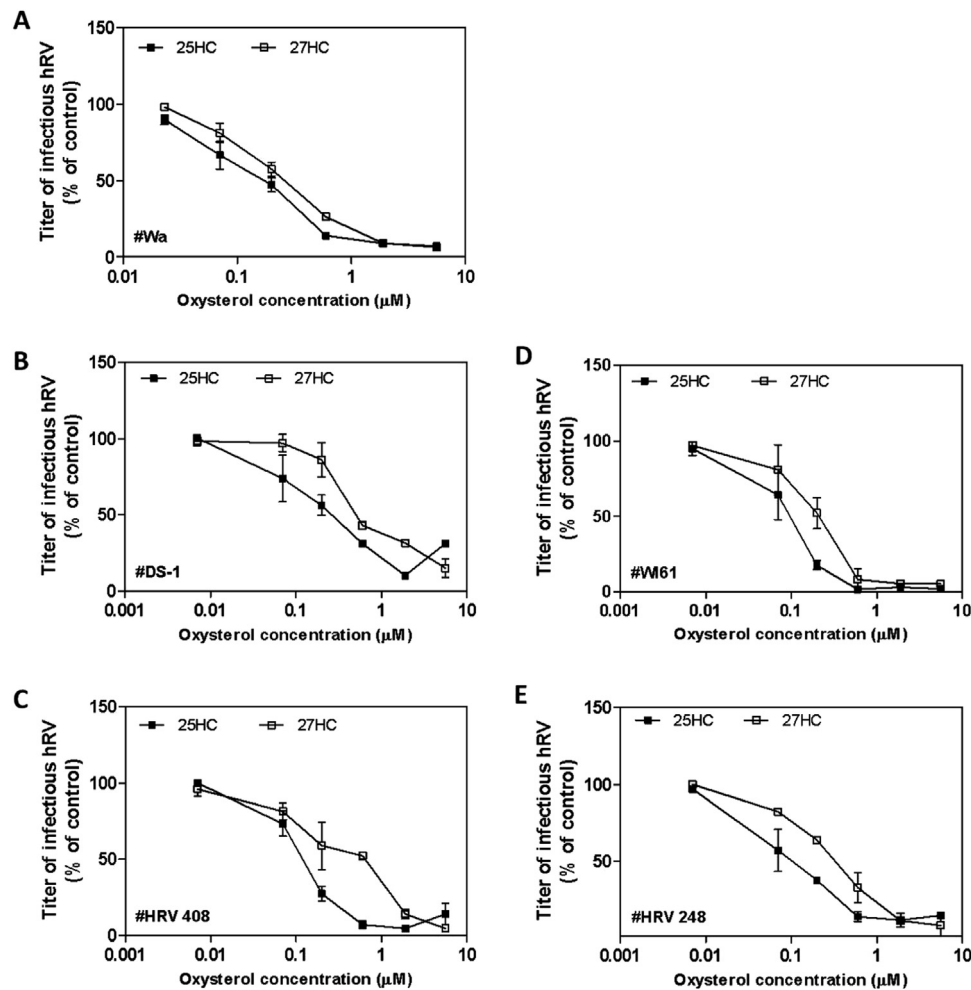 A
Titer of infectious hRV
(% of control)
150
100
50
0
25HC 27HC
#Wa
0.01 0.1 1 10
Oxysterol concentration (µM)
B
Titer of infectious hRV
(% of control)
150
100
50
0
25HC 27HC
#DS-1
0.001 0.01 0.1 1 10
Oxysterol concentration (µM)
D
Titer of infectious hRV
(% of control)
150
100
50
0
25HC 27HC
#WI61
0.001 0.01 0.1 1 10
Oxysterol concentration (µM)
C
Titer of infectious hRV
(% of control)
150
100
50
0
25HC 27HC
#HRV 408
0.001 0.01 0.1 1 10
Oxysterol concentration (µM)
E
Titer of infectious hRV
(% of control)
150
100
50
25HC 27HC
#HRV 248
0.001 0.01 0.1 1 10
Oxysterol concentration (µM)